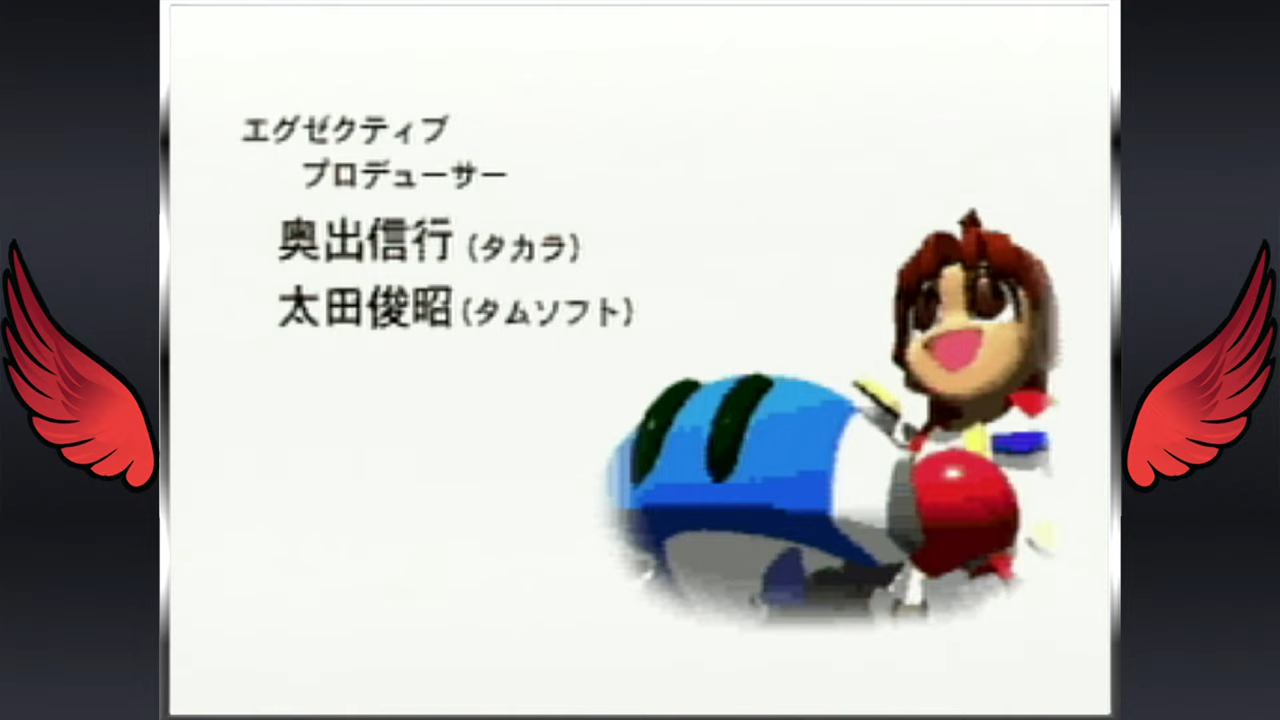 エグゼクティブ
プロデューサー
奥出信行(タカラ)
太田俊昭(タムソフト)